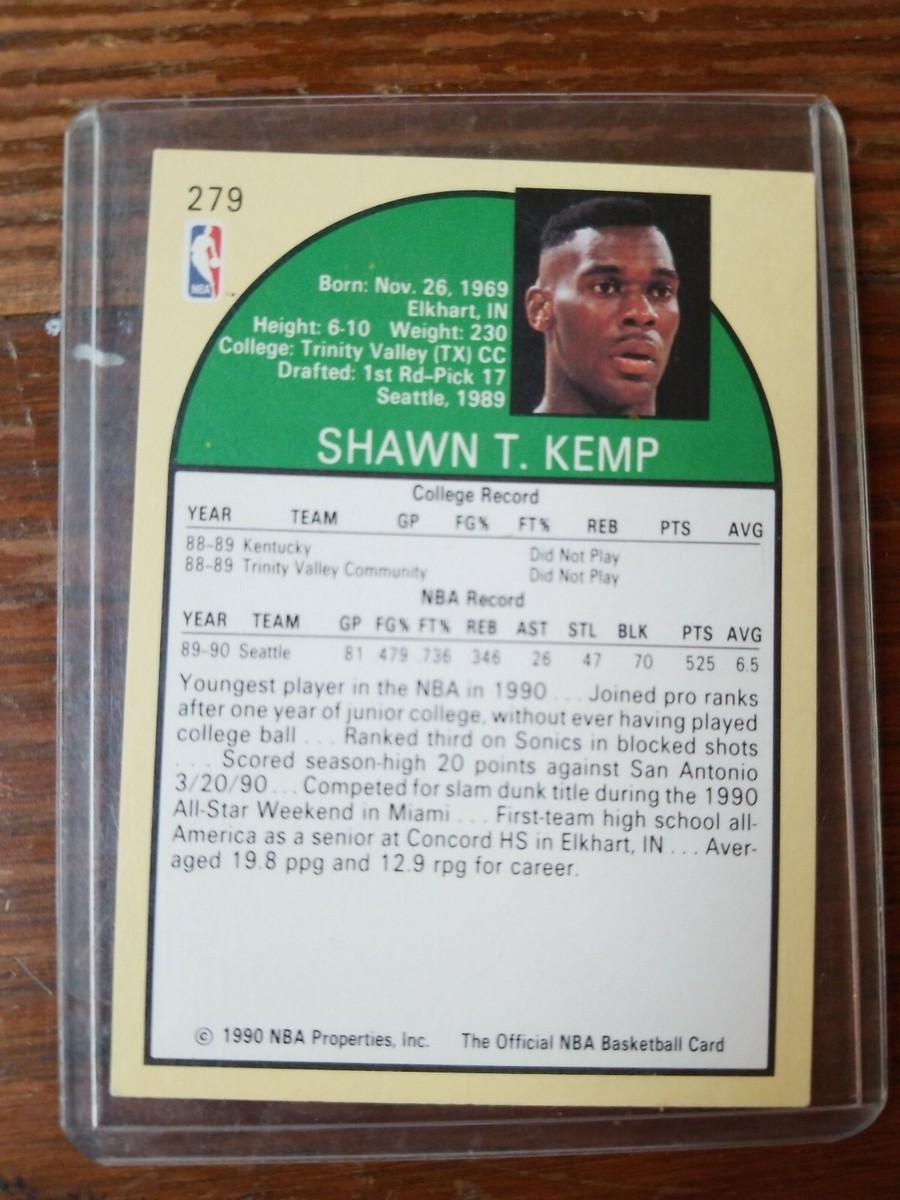 279
NBA
Born: Nov. 26, 1969
Elkhart, IN
Height: 6-10 Weight: 230
College: Trinity Valley (TX) CC
Drafted: 1st Rd-Pick 17
Seattle, 1989
SHAWN T. KEMP
College Record
YEAR TEAM GP FG% FT% REB PTS AVG
88-89 Kentucky Did Not Play
88-89 Trinity Valley Community Did Not Play
NBA Record
YEAR TEAM GP FG% FT% REB AST STL BLK PTS AVG
89-90 Seattle 81 .479 .736 346 26 47 70 525 6.5
Youngest player in the NBA in 1990 . . . Joined pro ranks
after one year of junior college, without ever having played
college ball . . . Ranked third on Sonics in blocked shots
. . . Scored season-high 20 points against San Antonio
3/20/90 . . . Competed for slam dunk title during the 1990
All-Star Weekend in Miami . . . First-team high school all-
America as a senior at Concord HS in Elkhart, IN . . . Aver-
aged 19.8 ppg and 12.9 rpg for career.
© 1990 NBA Properties, Inc. The Official NBA Basketball Card